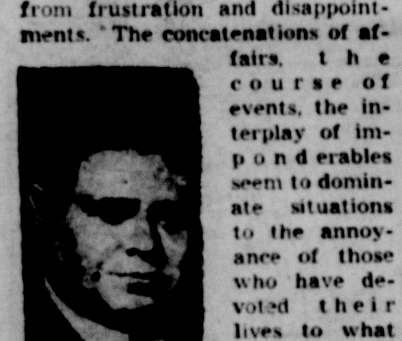 from frustration and disappoint-
ments. The concatenations of af-
fairs, the
course of
events, the in-
terplay of im-
ponderables
seem to domin-
ate situations
to the annoy-
ance of those
who have de-
voted their
lives to what